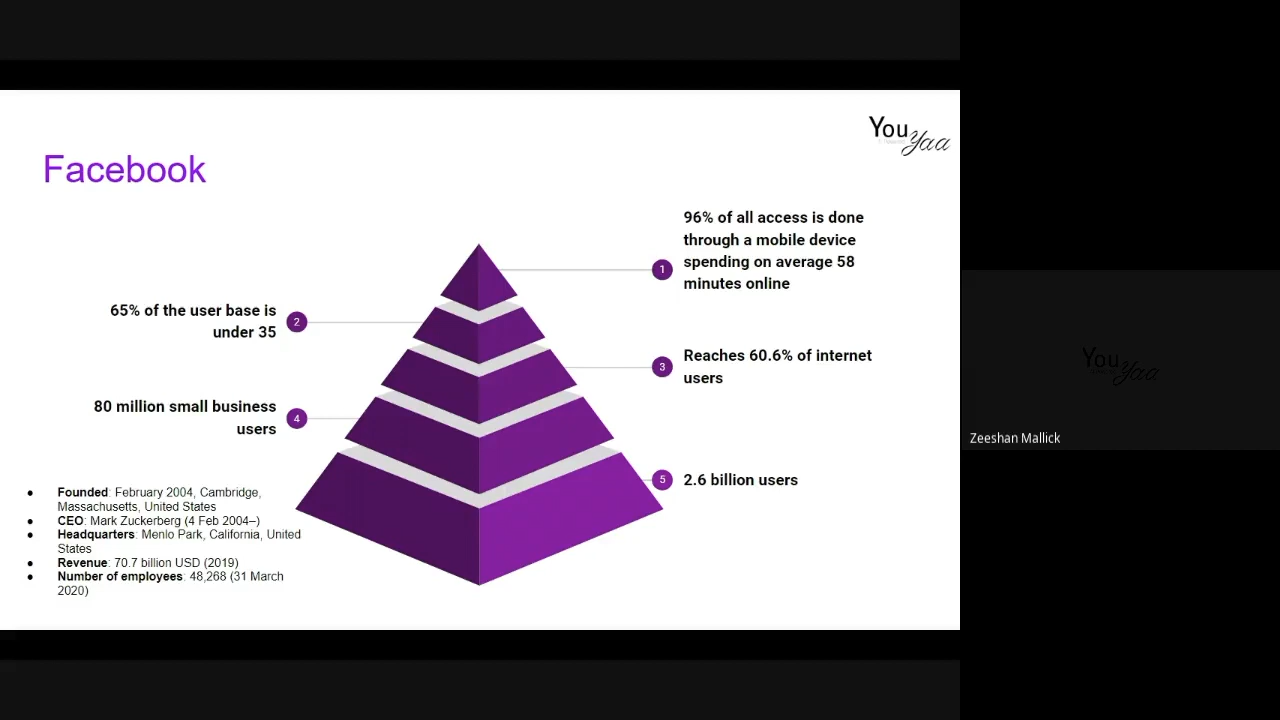 You
Yaa
Facebook
96% of all access is done
through a mobile device
spending on average 58
minutes online
1
65% of the user base is
under 35
2
3
Reaches 60.6% of internet
users
80 million small business
users
4
5
2.6 billion users
● Founded: February 2004, Cambridge,
Massachusetts, United States
● CEO: Mark Zuckerberg (4 Feb 2004–)
● Headquarters: Menlo Park, California, United
States
● Revenue: 70.7 billion USD (2019)
● Number of employees: 48,268 (31 March
2020)
You
Yaa
Zeeshan Mallick